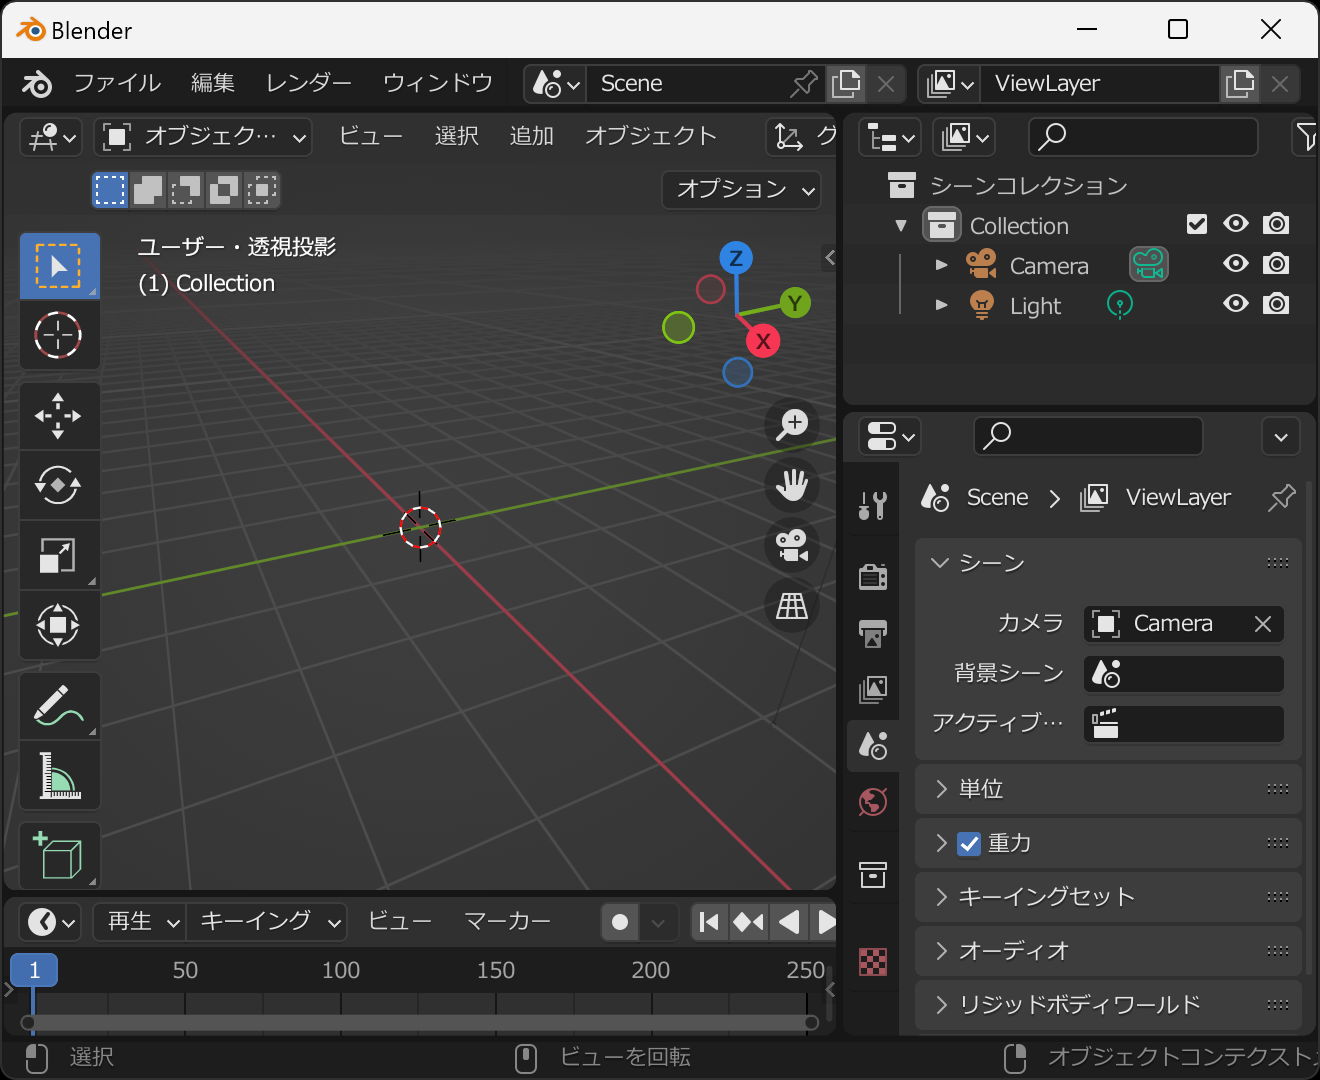 Blender
ファイル 編集 レンダー ウィンドウ Scene ViewLayer
オブジェク… ビュー 選択 追加 オブジェクト グ
オプション
ユーザー・透視投影
(1) Collection
Z
Y
X
シーンコレクション
Collection
Camera
Light
Scene ViewLayer
シーン
カメラ Camera
背景シーン
アクティブ…
単位
重力
キーイングセット
オーディオ
リジッドボディワールド
再生 キーイング ビュー マーカー
1 50 100 150 200 250
選択 ビューを回転 オブジェクトコンテクスト